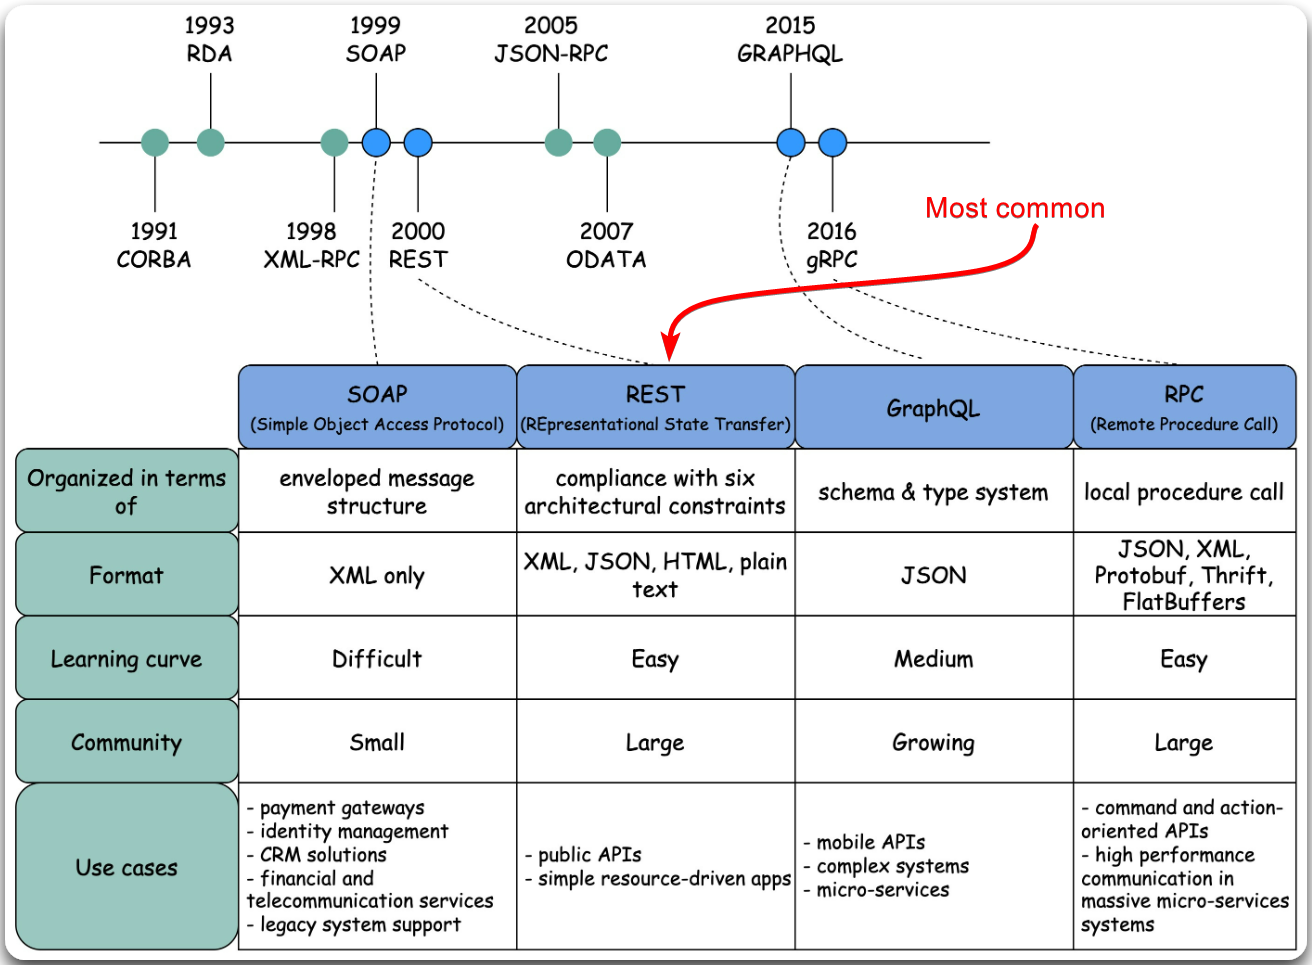 1993
RDA
1999
SOAP
2005
JSON-RPC
2015
GRAPHQL
1991
CORBA
1998
XML-RPC
2000
REST
2007
ODATA
2016
gRPC
Most common
SOAP
(Simple Object Access Protocol)
REST
(REpresentational State Transfer)
GraphQL
RPC
(Remote Procedure Call)
Organized in terms
of
enveloped message
structure
compliance with six
architectural constraints
schema & type system
local procedure call
Format
XML only
XML, JSON, HTML, plain
text
JSON
JSON, XML,
Protobuf, Thrift,
FlatBuffers
Learning curve
Difficult
Easy
Medium
Easy
Community
Small
Large
Growing
Large
Use cases
- payment gateways
- identity management
- CRM solutions
- financial and
telecommunication services
- legacy system support
- public APIs
- simple resource-driven apps
- mobile APIs
- complex systems
- micro-services
- command and action-
oriented APIs
- high performance
communication in
massive micro-services
systems